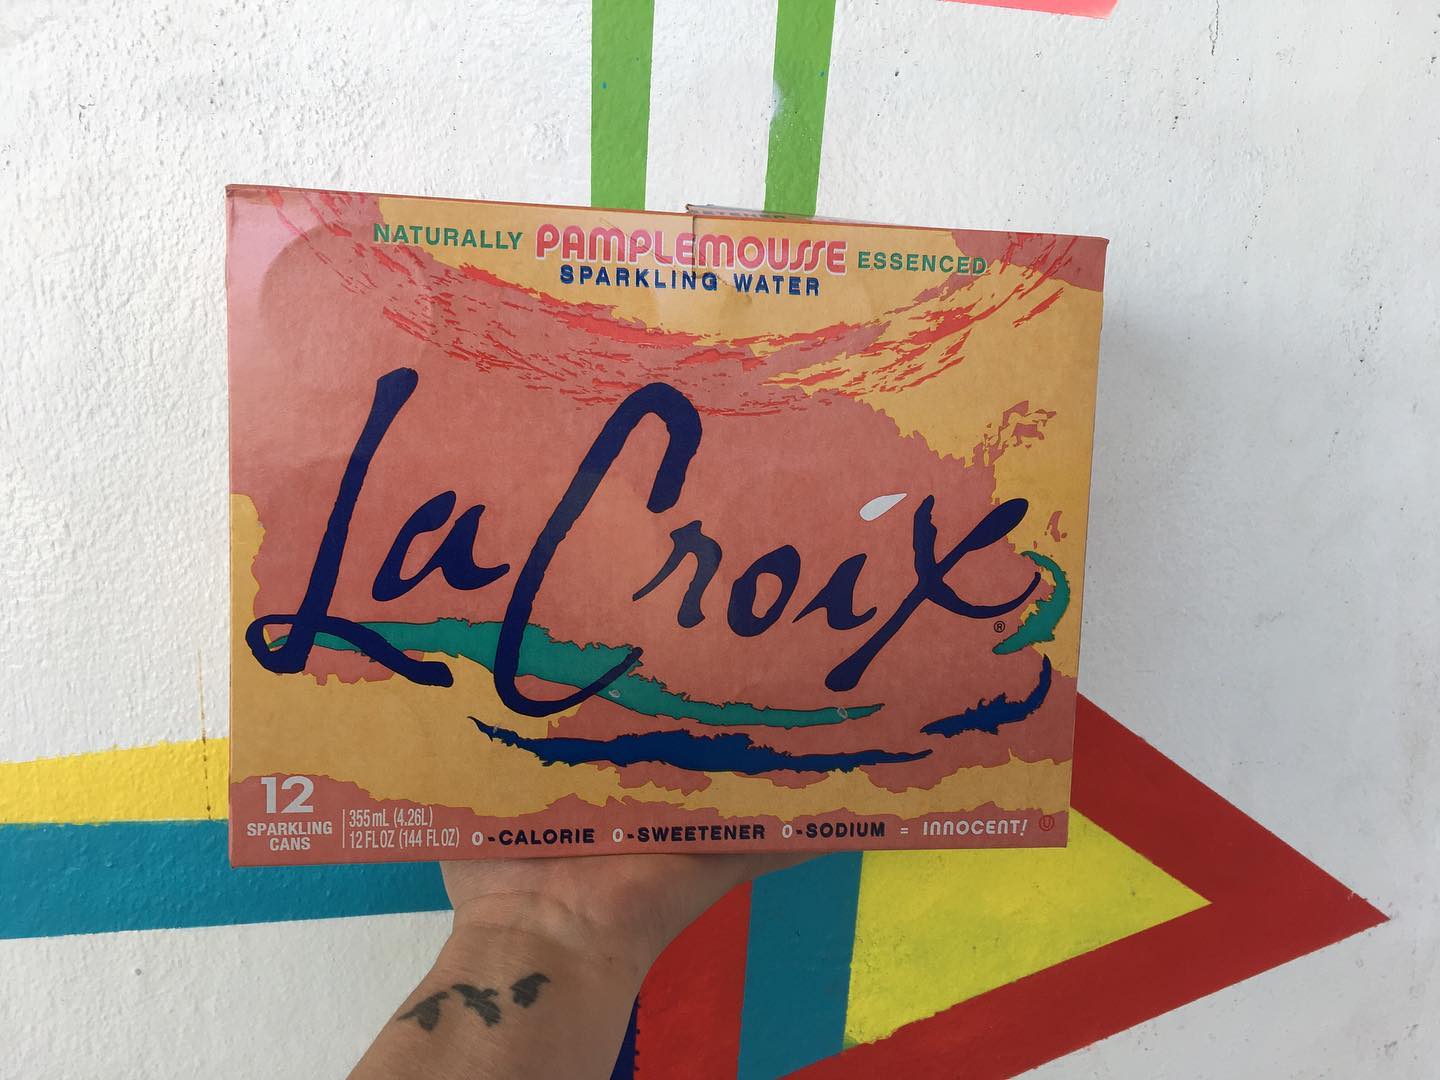 NATURALLY PAMPLEMOUSSE ESSENCED
SPARKLING WATER
LaCroix®
12
SPARKLING
CANS
355 mL (4.26L)
12 FL OZ (144 FL OZ)
0-CALORIE 0-SWEETENER 0-SODIUM = INNOCENT! Ⓤ